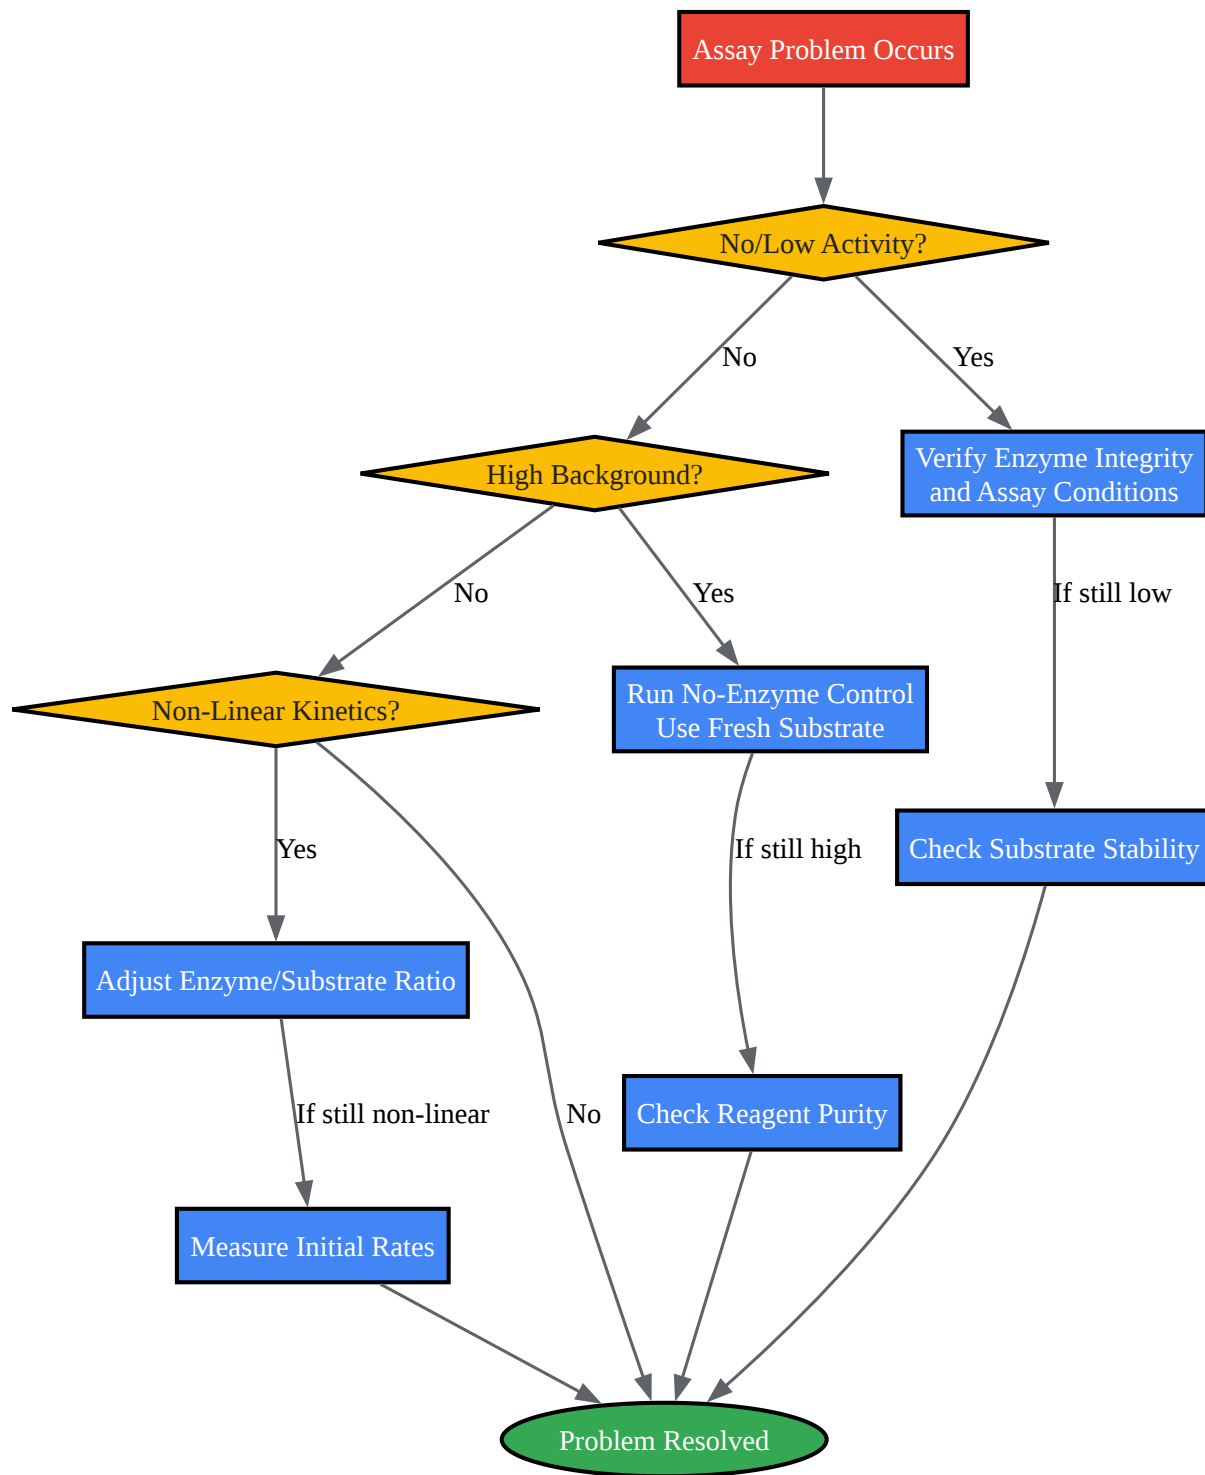 Assay Problem Occurs
No/Low Activity?
No
Yes
High Background?
Verify Enzyme Integrity
and Assay Conditions
No
Yes
If still low
Non-Linear Kinetics?
Run No-Enzyme Control
Use Fresh Substrate
Yes
If still high
Check Substrate Stability
Adjust Enzyme/Substrate Ratio
If still non-linear
No
Check Reagent Purity
Measure Initial Rates
Problem Resolved